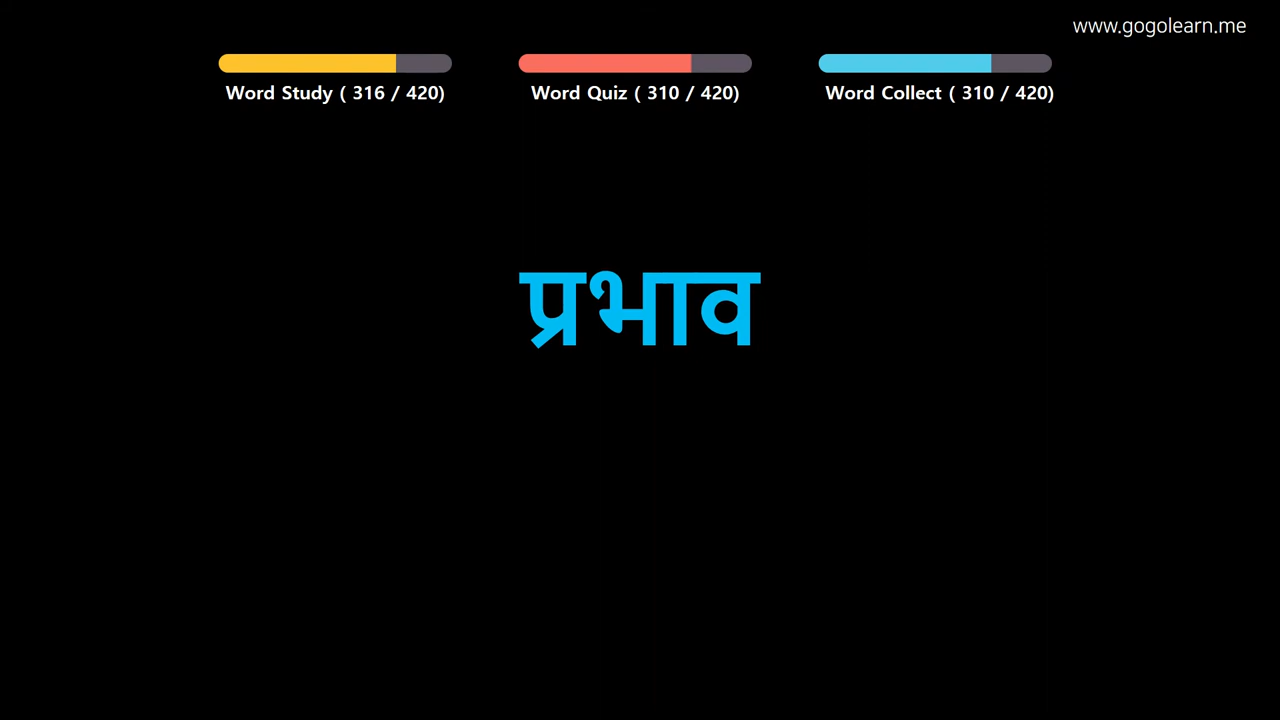 www.gogolearn.me
Word Study ( 316 / 420)
Word Quiz ( 310 / 420)
Word Collect ( 310 / 420)
प्रभाव